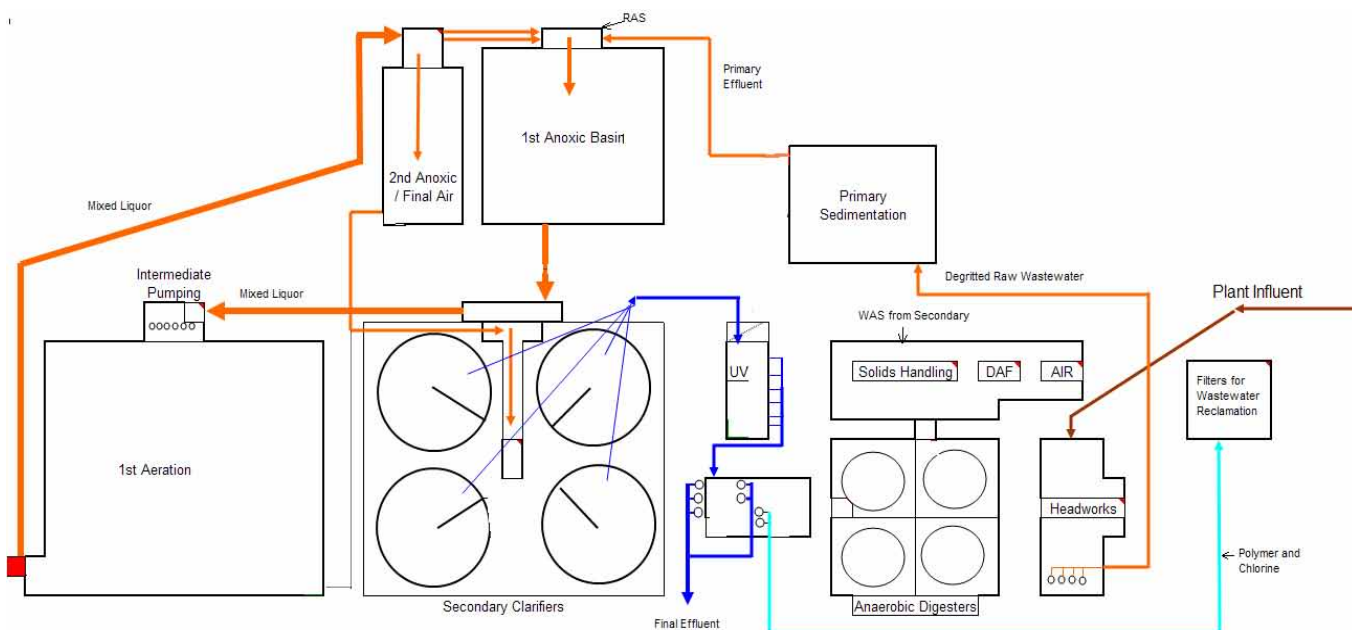 RAS
Primary
Effluent
1st Anoxic Basin
2nd Anoxic
/ Final Air
Mixed Liquor
Primary
Sedimentation
Intermediate
Pumping
Mixed Liquor
Degritted Raw Wastewater
Plant Influent
WAS from Secondary
Solids Handling
DAF
AIR
UV
Filters for
Wastewater
Reclamation
1st Aeration
Headworks
Polymer and
Chlorine
Secondary Clarifiers
Anaerobic Digesters
Final Effluent